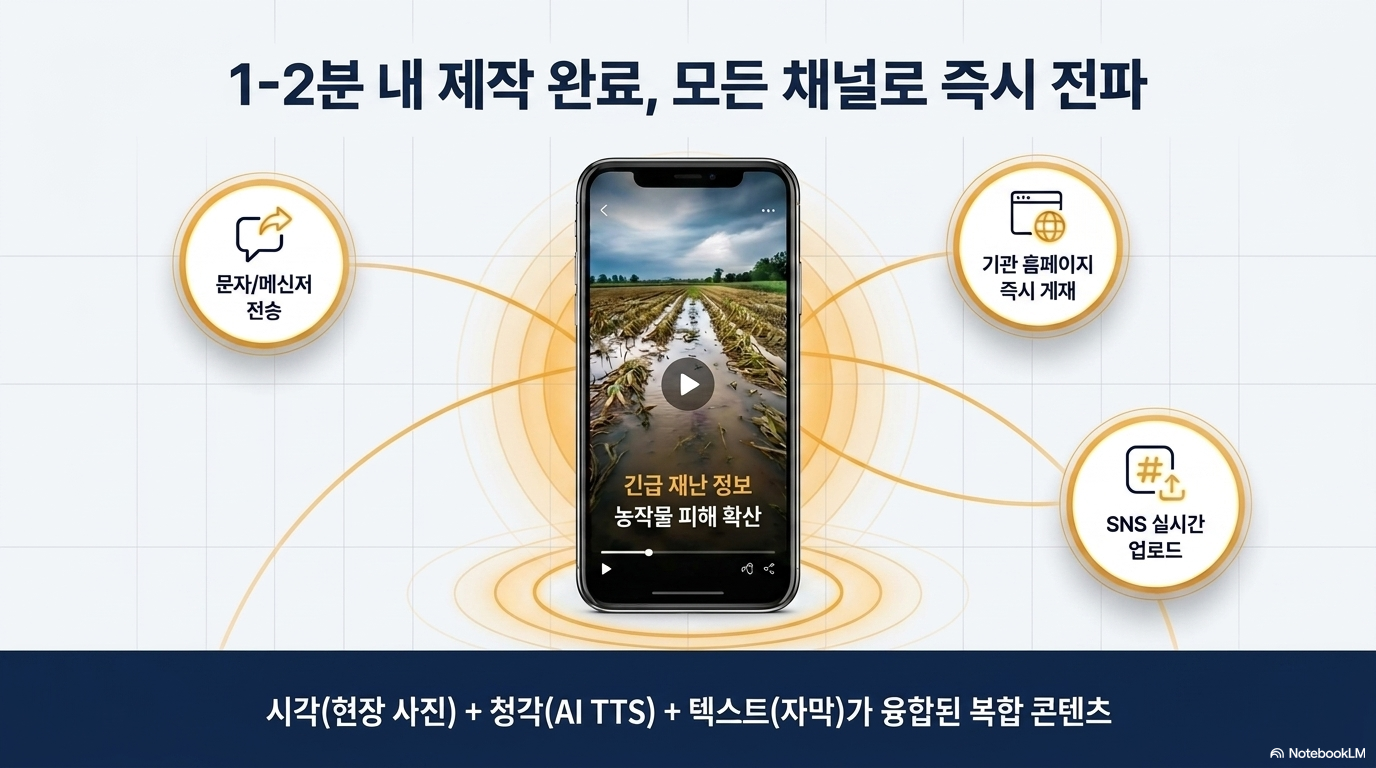 1-2분 내 제작 완료, 모든 채널로 즉시 전파
문자/메신저
전송
기관 홈페이지
즉시 게재
긴급 재난 정보
농작물 피해 확산
#
SNS 실시간
업로드
시각(현장 사진) + 청각(AI TTS) + 텍스트(자막)가 융합된 복합 콘텐츠
NotebookLM